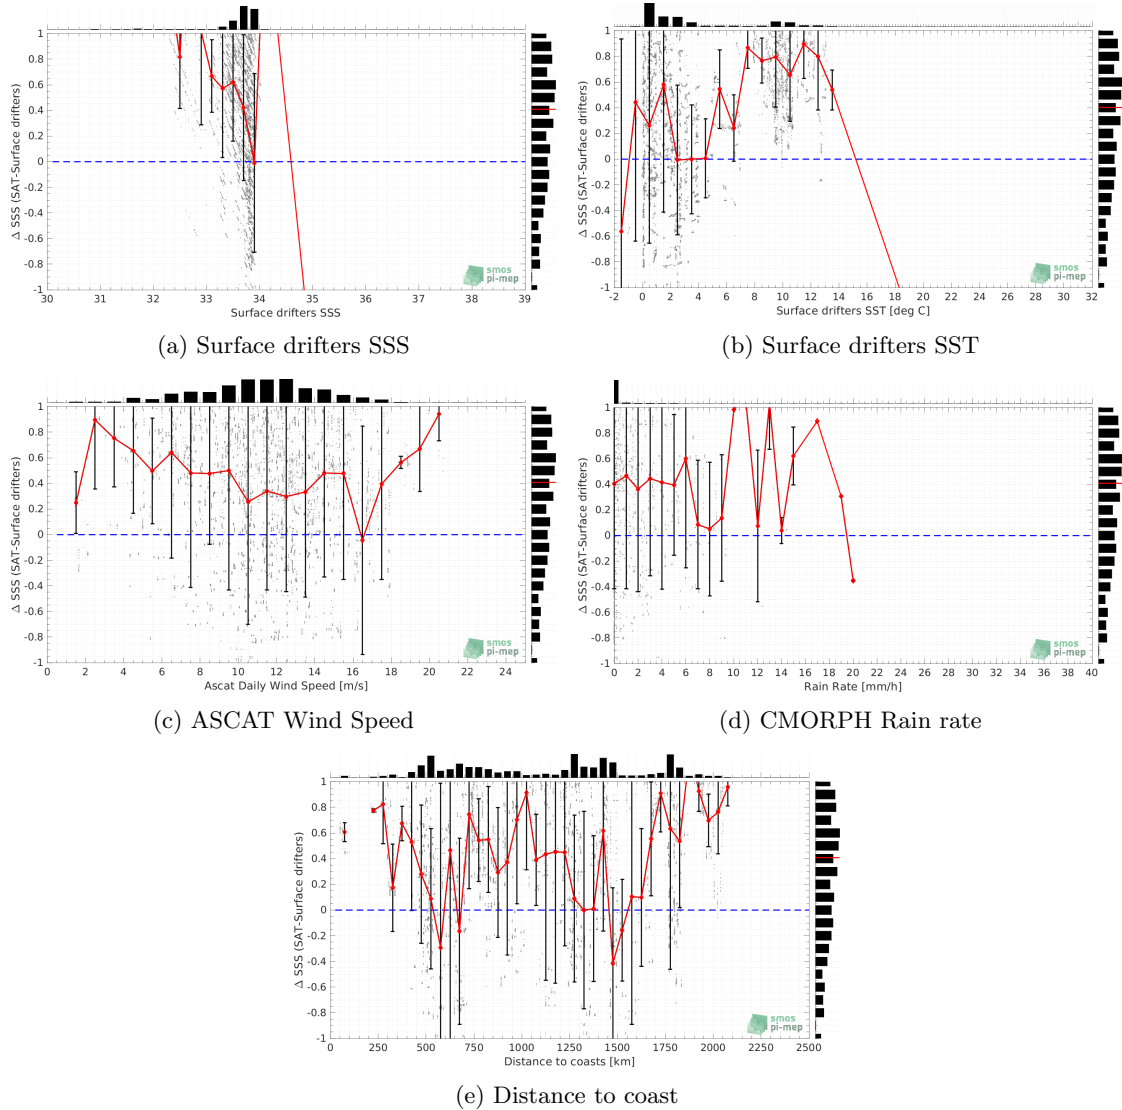 1
0.8
0.6
0.4
0.2
0
-0.2
-0.4
-0.6
-0.8
-1
Δ SSS (SAT-Surface drifters)
30 31 32 33 34 35 36 37 38 39
Surface drifters SSS
smos
pi-mep
(a) Surface drifters SSS
1
0.8
0.6
0.4
0.2
0
-0.2
-0.4
-0.6
-0.8
-1
Δ SSS (SAT-Surface drifters)
-2 0 2 4 6 8 10 12 14 16 18 20 22 24 26 28 30 32
Surface drifters SST [deg C]
smos
pi-mep
(b) Surface drifters SST
1
0.8
0.6
0.4
0.2
0
-0.2
-0.4
-0.6
-0.8
-1
Δ SSS (SAT-Surface drifters)
0 2 4 6 8 10 12 14 16 18 20 22 24
Ascat Daily Wind Speed [m/s]
smos
pi-mep
(c) ASCAT Wind Speed
1
0.8
0.6
0.4
0.2
0
-0.2
-0.4
-0.6
-0.8
-1
Δ SSS (SAT-Surface drifters)
0 2 4 6 8 10 12 14 16 18 20 22 24 26 28 30 32 34 36 38 40
Rain Rate [mm/h]
smos
pi-mep
(d) CMORPH Rain rate
1
0.8
0.6
0.4
0.2
0
-0.2
-0.4
-0.6
-0.8
-1
Δ SSS (SAT-Surface drifters)
0 250 500 750 1000 1250 1500 1750 2000 2250 2500
Distance to coasts [km]
smos
pi-mep
(e) Distance to coast